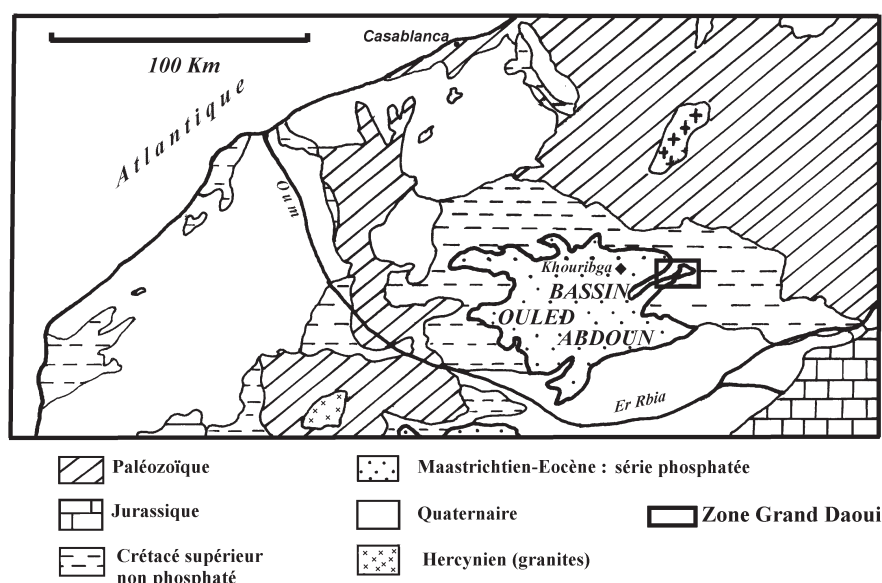 Casablanca
100 Km
Atlantique
Oum
Khouribga
BASSIN
OULED
ABDOUN
Er Rbia
Paléozoïque
Maastrichtien-Eocène : série phosphatée
Jurassique
Quaternaire
Zone Grand Daoui
Crétacé supérieur
non phosphaté
Hercynien (granites)